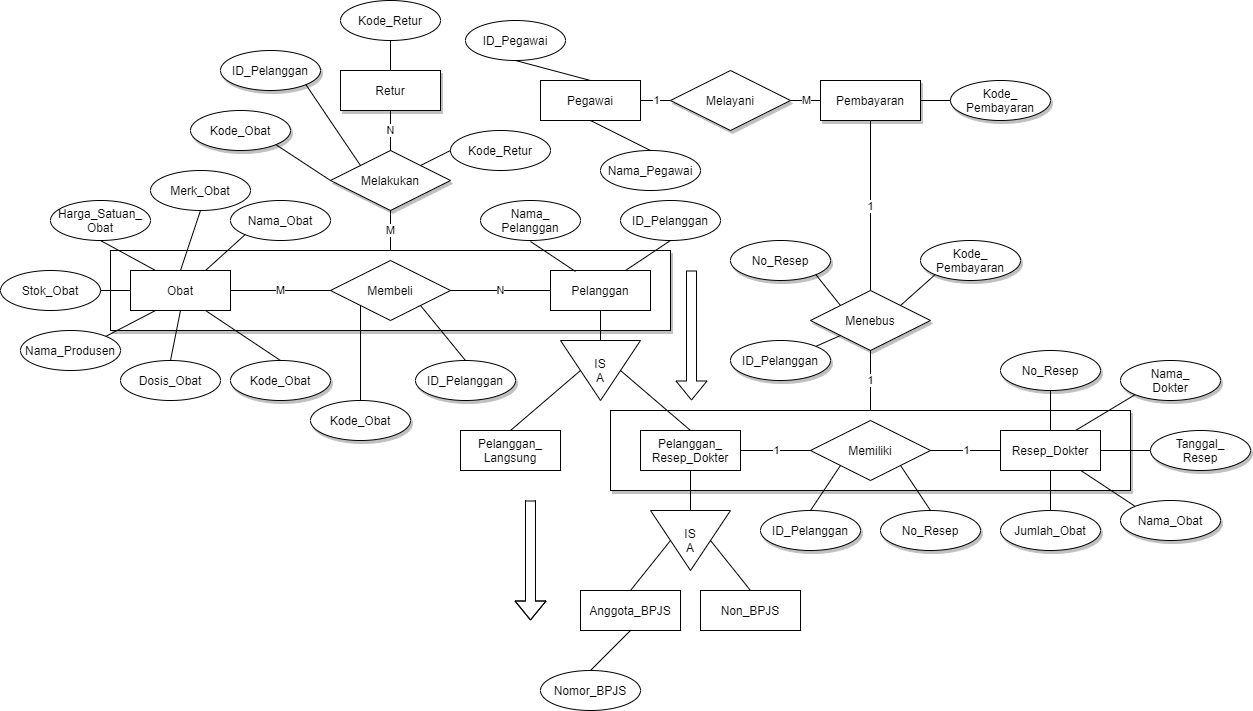 Kode_Retur
ID_Pegawai
ID_Pelanggan
Retur
Pegawai
1
Melayani
M
Pembayaran
Kode_
Pembayaran
Kode_Obat
N
Kode_Retur
Melakukan
Nama_Pegawai
Merk_Obat
Harga_Satuan_
Obat
Nama_Obat
M
Nama_
Pelanggan
ID_Pelanggan
1
No_Resep
Kode_
Pembayaran
Stok_Obat
Obat
M
Membeli
N
Pelanggan
Menebus
Nama_Produsen
Dosis_Obat
Kode_Obat
ID_Pelanggan
IS
A
ID_Pelanggan
1
No_Resep
Nama_
Dokter
Kode_Obat
Pelanggan_
Langsung
Pelanggan_
Resep_Dokter
1
Memiliki
1
Resep_Dokter
Tanggal_
Resep
IS
A
ID_Pelanggan
No_Resep
Jumlah_Obat
Nama_Obat
Anggota_BPJS
Non_BPJS
Nomor_BPJS